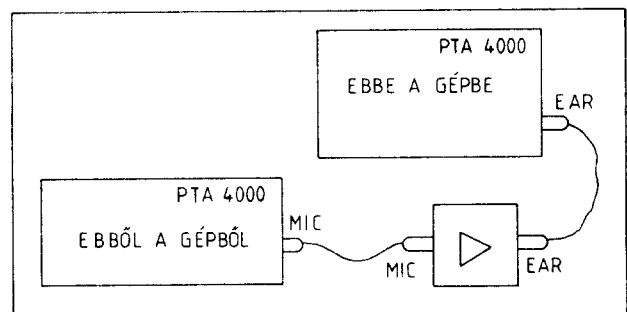 PTA 4000
EBBE A GÉPBE
EAR
PTA 4000
EBBŐL A GÉPBŐL
MIC
MIC
EAR